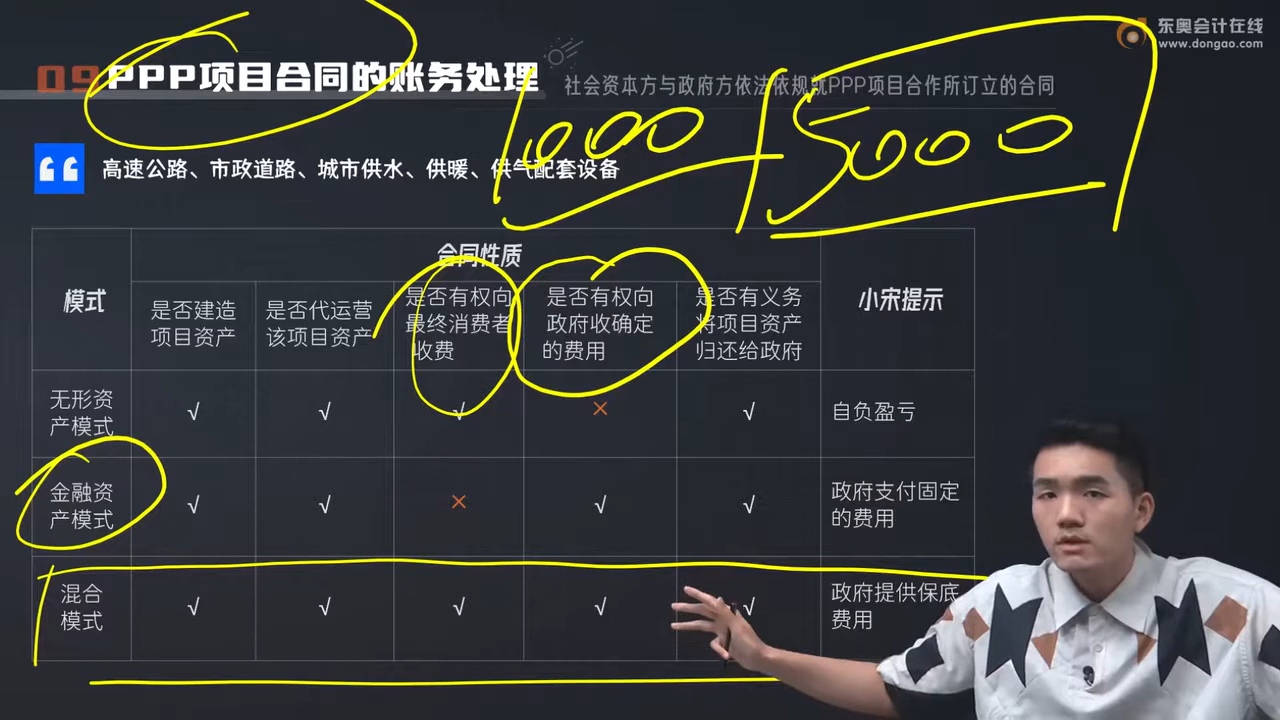 东奥会计在线
www.dongao.com
09 PPP项目合同的账务处理
社会资本方与政府方依法依规就PPP项目合作所订立的合同
1000
5000
高速公路、市政道路、城市供水、供暖、供气配套设备
模式
合同性质
小宋提示
是否建造
项目资产
是否代运营
该项目资产
是否有权向
最终消费者
收费
是否有权向
政府收确定
的费用
是否有义务
将项目资产
归还给政府
无形资
产模式
√ √ √ × √
自负盈亏
金融资
产模式
√ √ × √ √
政府支付固定
的费用
混合
模式
√ √ √ √ √
政府提供保底
费用